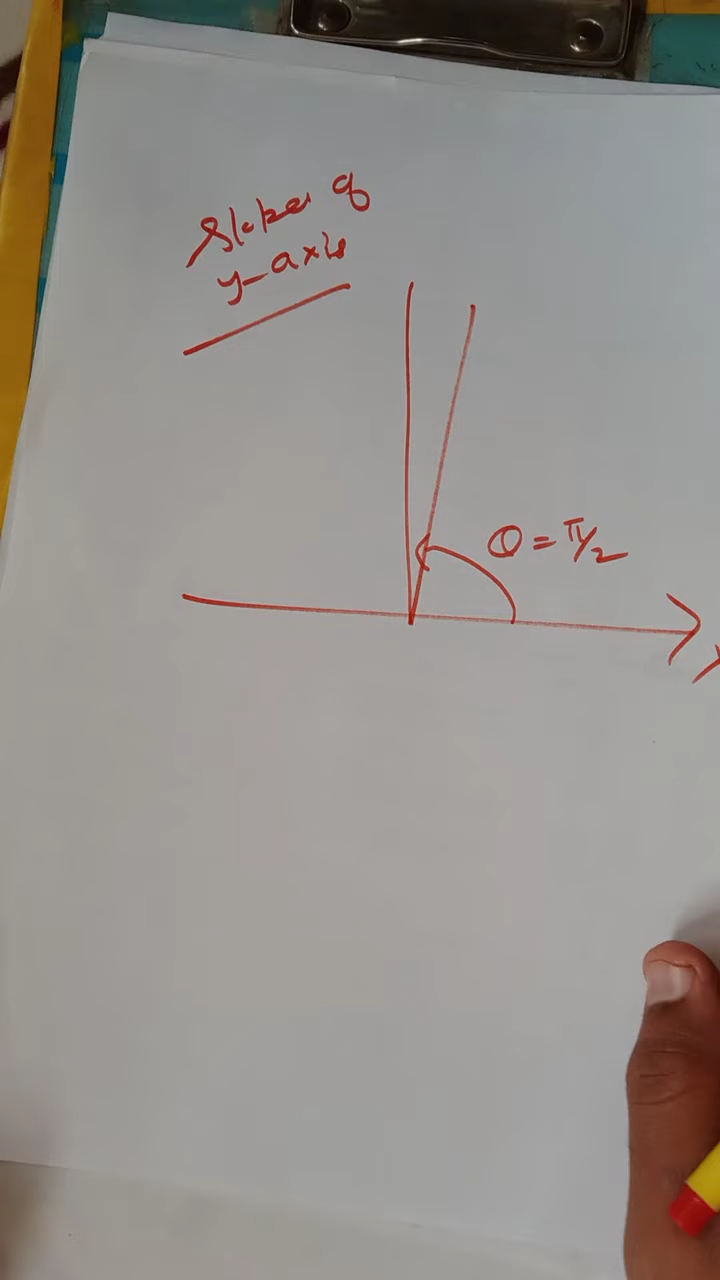 Slope of
y-axis
θ = π/2
x